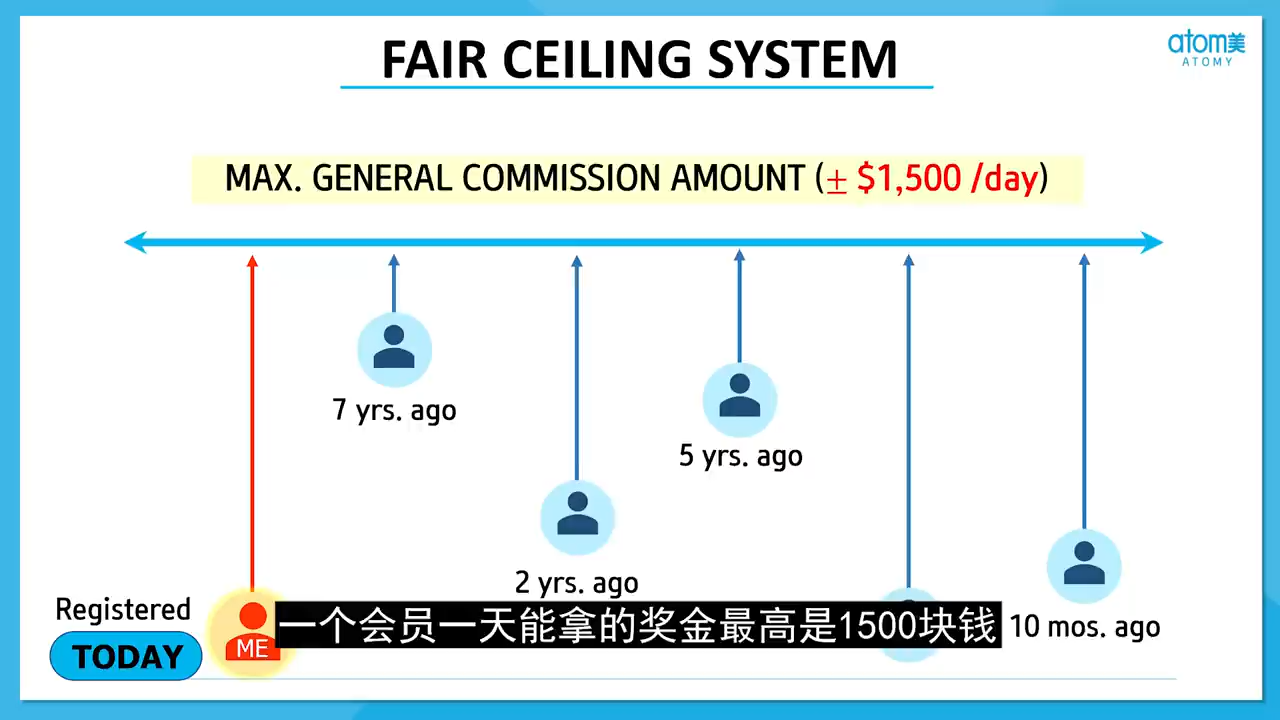 FAIR CEILING SYSTEM
atom美
ATOMY
MAX. GENERAL COMMISSION AMOUNT (± $1,500 /day)
7 yrs. ago
5 yrs. ago
2 yrs. ago
Registered
TODAY
ME
一个会员一天能拿的奖金最高是1500块钱
10 mos. ago